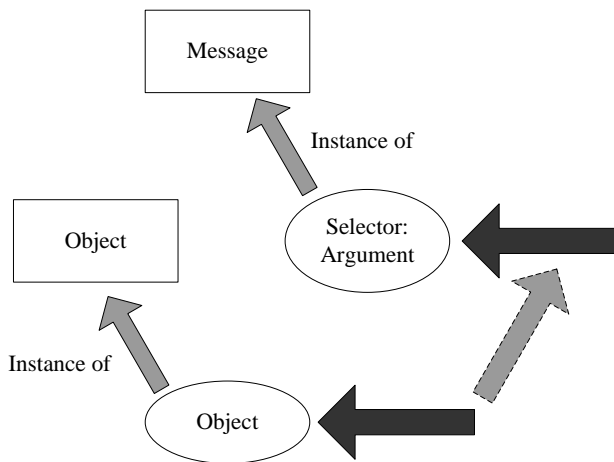 Message
Instance of
Selector:
Argument
Object
Instance of
Object